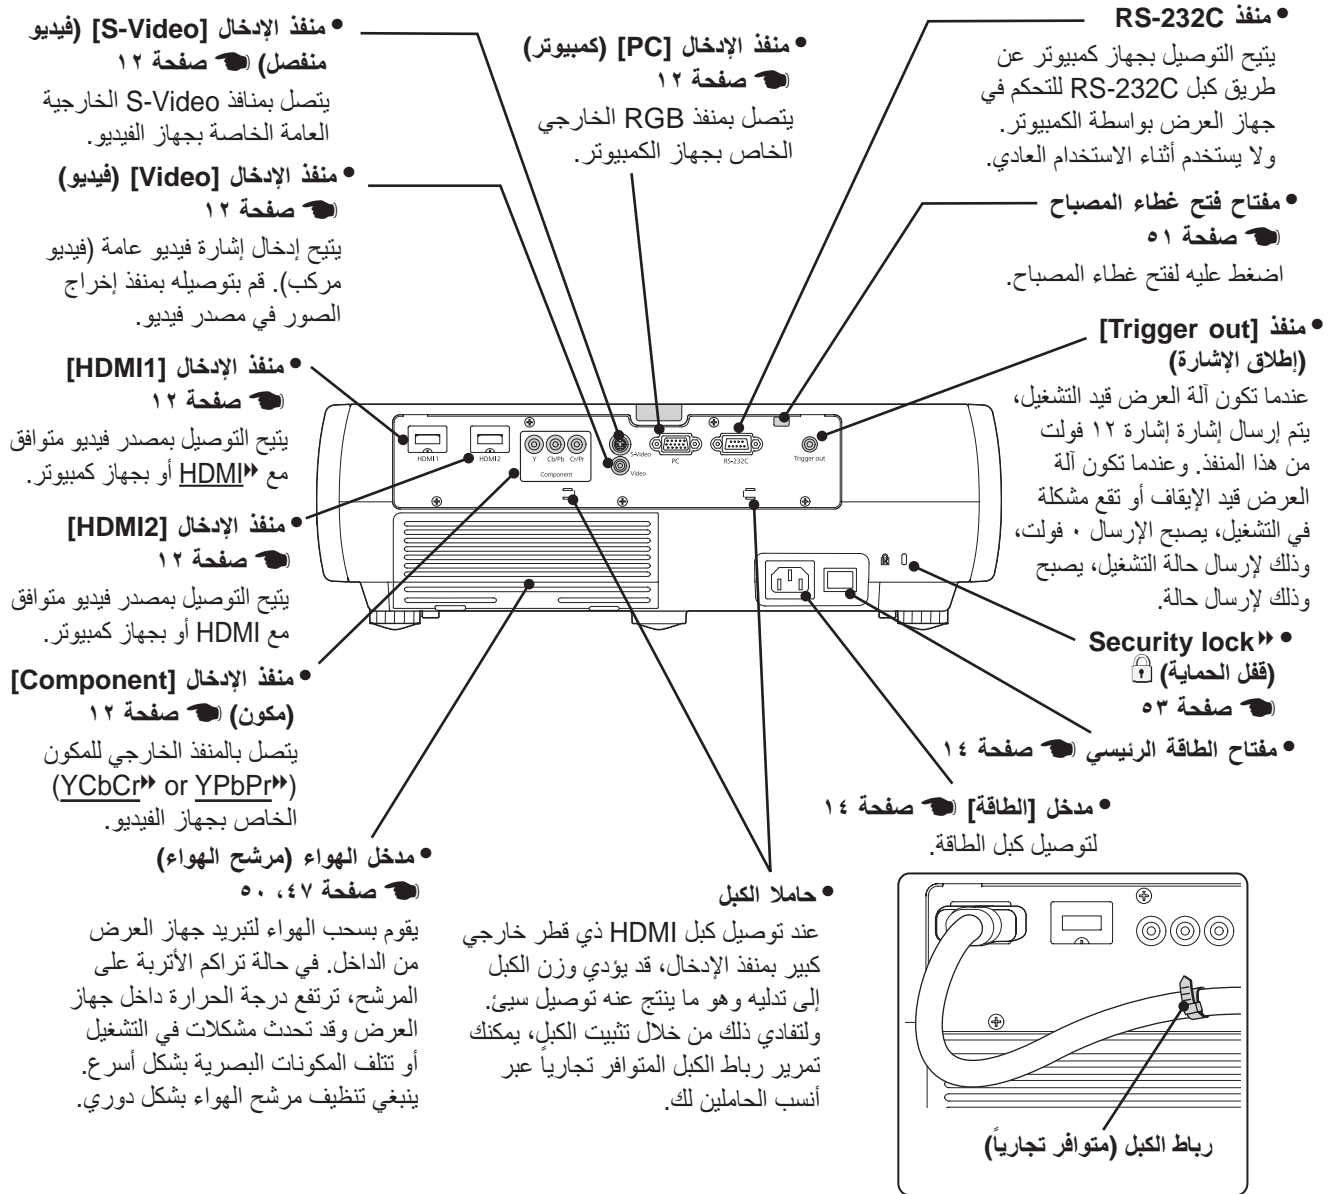 • منفذ RS-232C
يتيح التوصيل بجهاز كمبيوتر عن
طريق كبل RS-232C للتحكم في
جهاز العرض بواسطة الكمبيوتر.
ولا يستخدم أثناء الاستخدام العادي.
• مفتاح فتح غطاء المصباح
☚ صفحة ٥١
اضغط عليه لفتح غطاء المصباح.
• منفذ [Trigger out]
(إطلاق الإشارة)
عندما تكون آلة العرض قيد التشغيل،
يتم إرسال إشارة إشارة ١٢ فولت
من هذا المنفذ. وعندما تكون آلة
العرض قيد الإيقاف أو تقع مشكلة
في التشغيل، يصبح الإرسال ٠ فولت،
وذلك لإرسال حالة التشغيل، يصبح
وذلك لإرسال حالة.
• Security lock
(قفل الحماية)
☚ صفحة ٥٣
• مفتاح الطاقة الرئيسي ☚ صفحة ١٤
• مدخل [الطاقة] ☚ صفحة ١٤
لتوصيل كبل الطاقة.
• منفذ الإدخال [PC] (كمبيوتر)
☚ صفحة ١٢
يتصل بمنفذ RGB الخارجي
الخاص بجهاز الكمبيوتر.
• منفذ الإدخال [S-Video] (فيديو
منفصل) ☚ صفحة ١٢
يتصل بمنافذ S-Video الخارجية
العامة الخاصة بجهاز الفيديو.
• منفذ الإدخال [Video] (فيديو)
☚ صفحة ١٢
يتيح إدخال إشارة فيديو عامة (فيديو
مركب). قم بتوصيله بمنفذ إخراج
الصور في مصدر فيديو.
• منفذ الإدخال [HDMI1]
☚ صفحة ١٢
يتيح التوصيل بمصدر فيديو متوافق
مع HDMI أو بجهاز كمبيوتر.
• منفذ الإدخال [HDMI2]
☚ صفحة ١٢
يتيح التوصيل بمصدر فيديو متوافق
مع HDMI أو بجهاز كمبيوتر.
• منفذ الإدخال [Component]
(مكون) ☚ صفحة ١٢
يتصل بالمنفذ الخارجي للمكون
(YCbCr or YPbPr)
الخاص بجهاز الفيديو.
• مدخل الهواء (مرشح الهواء)
☚ صفحة ٤٧، ٥٠
يقوم بسحب الهواء لتبريد جهاز العرض
من الداخل. في حالة تراكم الأتربة على
المرشح، ترتفع درجة الحرارة داخل جهاز
العرض وقد تحدث مشكلات في التشغيل
أو تتلف المكونات البصرية بشكل أسرع.
ينبغي تنظيف مرشح الهواء بشكل دوري.
• حاملا الكبل
عند توصيل كبل HDMI ذي قطر خارجي
كبير بمنفذ الإدخال، قد يؤدي وزن الكبل
إلى تدليه وهو ما ينتج عنه توصيل سيئ.
ولتفادي ذلك من خلال تثبيت الكبل، يمكنك
تمرير رباط الكبل المتوافر تجارياً عبر
أنسب الحاملين لك.
رباط الكبل (متوافر تجارياً)
HDMI1
HDMI2
Y Cb/Pb Cr/Pr
Component
S-Video
Video
PC
RS-232C
Trigger out